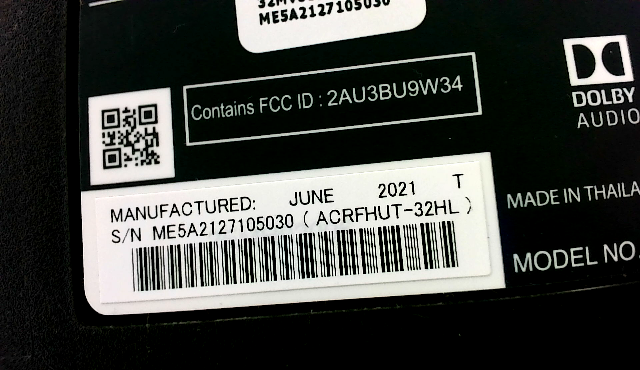 ME5A2127105030
Contains FCC ID : 2AU3BU9W34
DOLBY
AUDIO
MANUFACTURED: JUNE 2021 T
S/N ME5A2127105030 ( ACRFHUT-32HL )
MADE IN THAILA
MODEL NO.